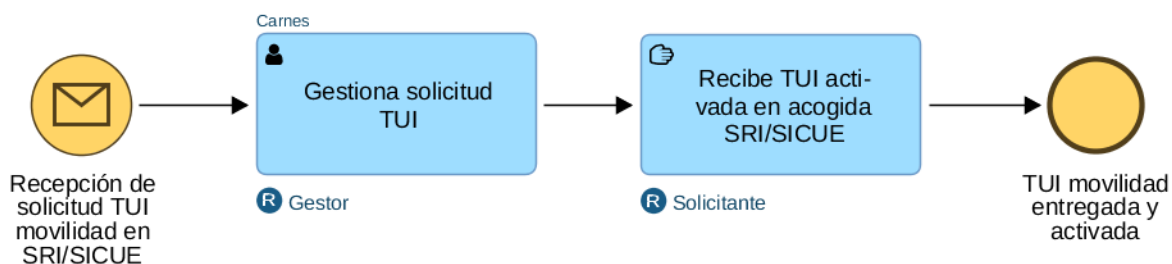 Carnes
Gestiona solicitud
TUI
Recibe TUI acti-
vada en acogida
SRI/SICUE
Recepción de
solicitud TUI
movilidad en
SRI/SICUE
R Gestor
R Solicitante
TUI movilidad
entregada y
activada